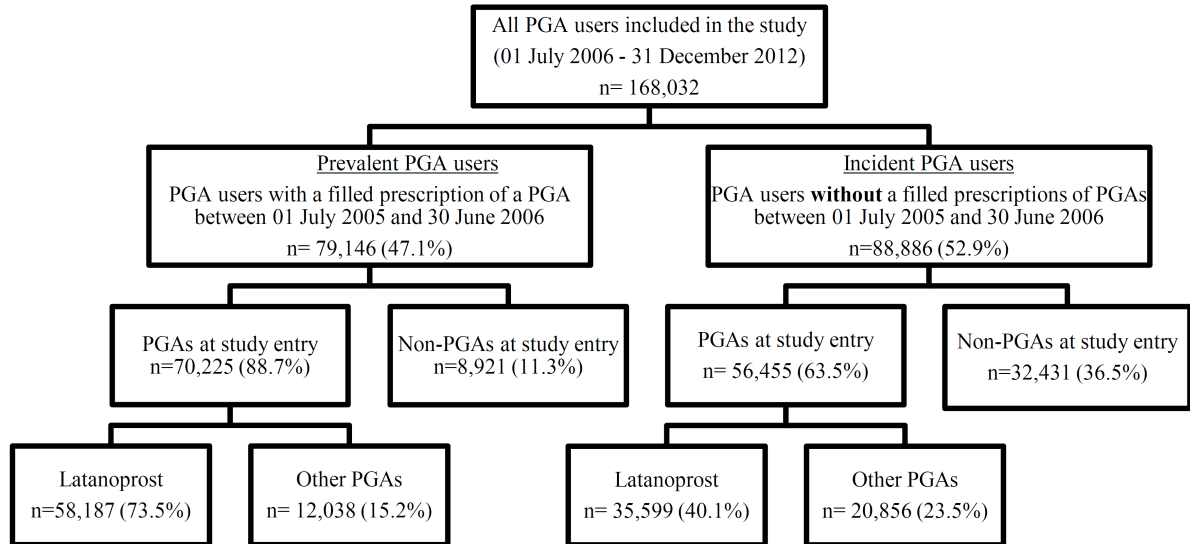 All PGA users included in the study
(01 July 2006 - 31 December 2012)
n= 168,032
Prevalent PGA users
PGA users with a filled prescription of a PGA
between 01 July 2005 and 30 June 2006
n= 79,146 (47.1%)
Incident PGA users
PGA users without a filled prescriptions of PGAs
between 01 July 2005 and 30 June 2006
n=88,886 (52.9%)
PGAs at study entry
n=70,225 (88.7%)
Non-PGAs at study entry
n=8,921 (11.3%)
PGAs at study entry
n= 56,455 (63.5%)
Non-PGAs at study entry
n=32,431 (36.5%)
Latanoprost
n=58,187 (73.5%)
Other PGAs
n= 12,038 (15.2%)
Latanoprost
n= 35,599 (40.1%)
Other PGAs
n= 20,856 (23.5%)